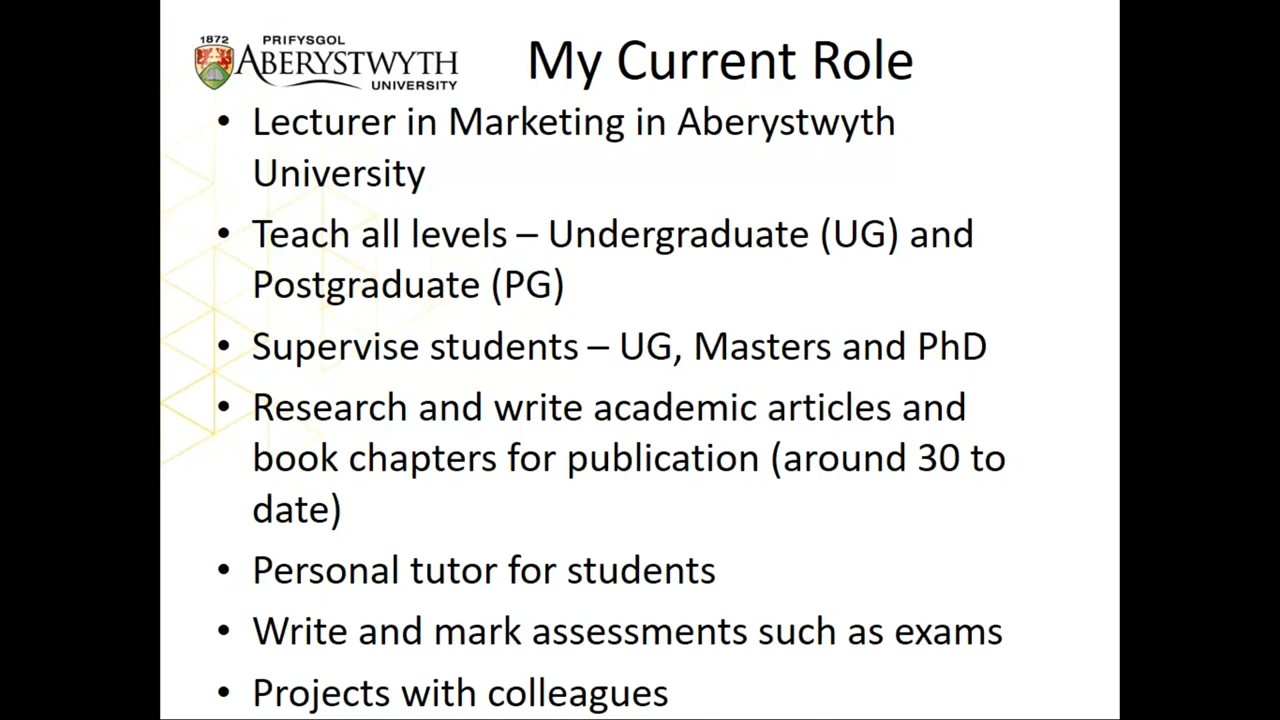 1872
PRIFYSGOL
ABERYSTWYTH
UNIVERSITY
My Current Role
• Lecturer in Marketing in Aberystwyth
University
• Teach all levels – Undergraduate (UG) and
Postgraduate (PG)
• Supervise students – UG, Masters and PhD
• Research and write academic articles and
book chapters for publication (around 30 to
date)
• Personal tutor for students
• Write and mark assessments such as exams
• Projects with colleagues